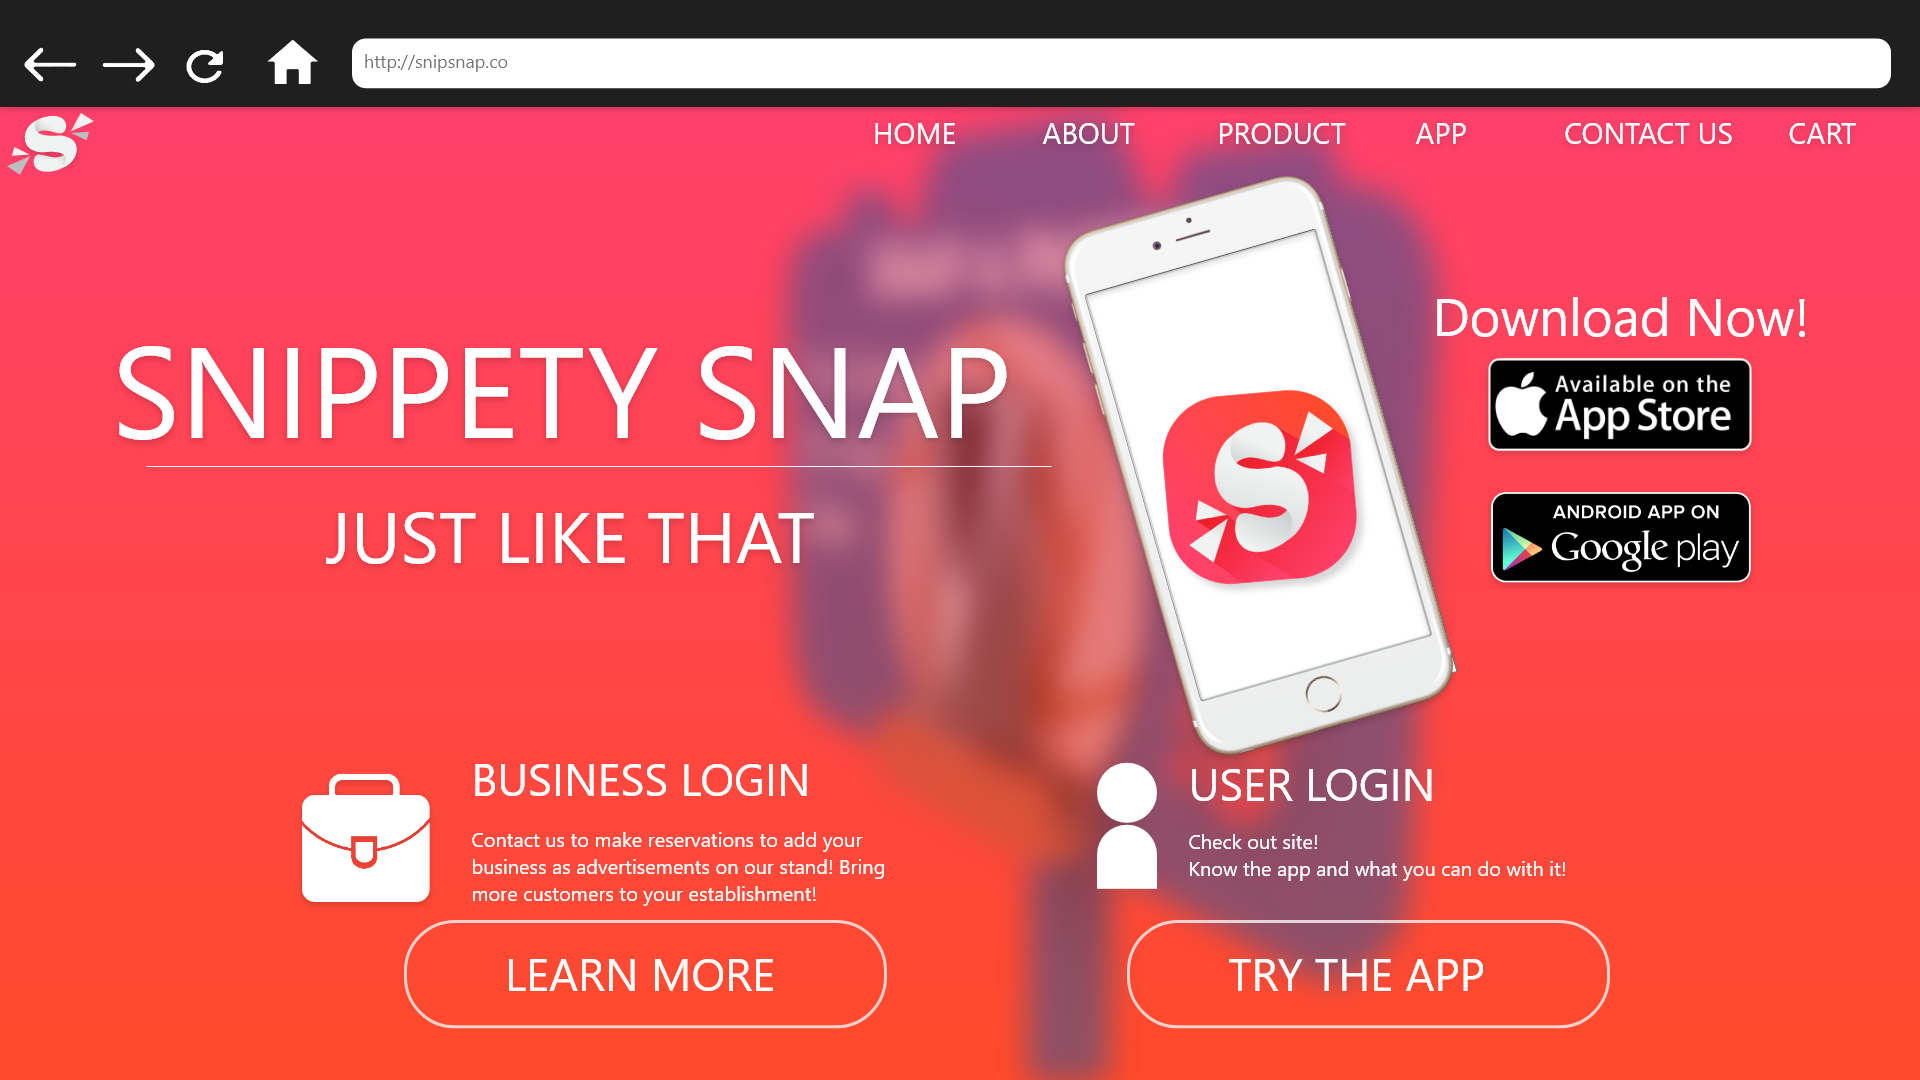 http://snipsnap.co
HOME
ABOUT
PRODUCT
APP
CONTACT US
CART
SNIPPETY SNAP
JUST LIKE THAT
Download Now!
Available on the
App Store
ANDROID APP ON
Google play
BUSINESS LOGIN
Contact us to make reservations to add your
business as advertisements on our stand! Bring
more customers to your establishment!
LEARN MORE
USER LOGIN
Check out site!
Know the app and what you can do with it!
TRY THE APP